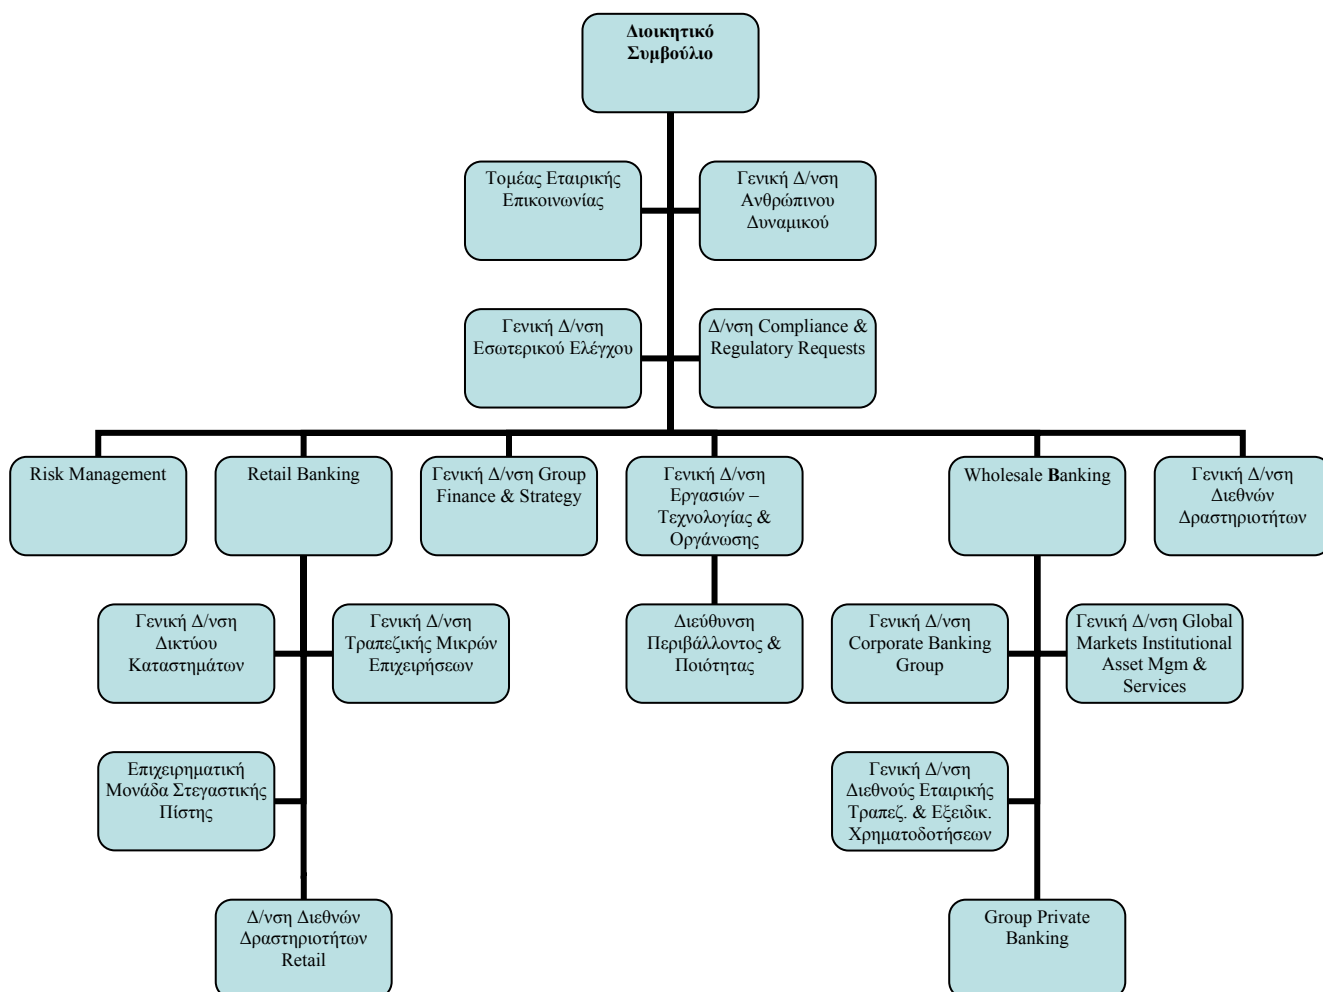 Διοικητικό
Συμβούλιο
Τομέας Εταιρικής
Επικοινωνίας
Γενική Δ/νση
Ανθρώπινου
Δυναμικού
Γενική Δ/νση
Εσωτερικού Ελέγχου
Δ/νση Compliance &
Regulatory Requests
Risk Management
Retail Banking
Γενική Δ/νση Group
Finance & Strategy
Γενική Δ/νση
Εργασιών –
Τεχνολογίας &
Οργάνωσης
Wholesale Banking
Γενική Δ/νση
Διεθνών
Δραστηριοτήτων
Γενική Δ/νση
Δικτύου
Καταστημάτων
Γενική Δ/νση
Τραπεζικής Μικρών
Επιχειρήσεων
Διεύθυνση
Περιβάλλοντος &
Ποιότητας
Γενική Δ/νση
Corporate Banking
Group
Γενική Δ/νση Global
Markets Institutional
Asset Mgm &
Services
Επιχειρηματική
Μονάδα Στεγαστικής
Πίστης
Γενική Δ/νση
Διεθνούς Εταιρικής
Τραπεζ. & Εξειδικ.
Χρηματοδοτήσεων
Δ/νση Διεθνών
Δραστηριοτήτων
Retail
Group Private
Banking